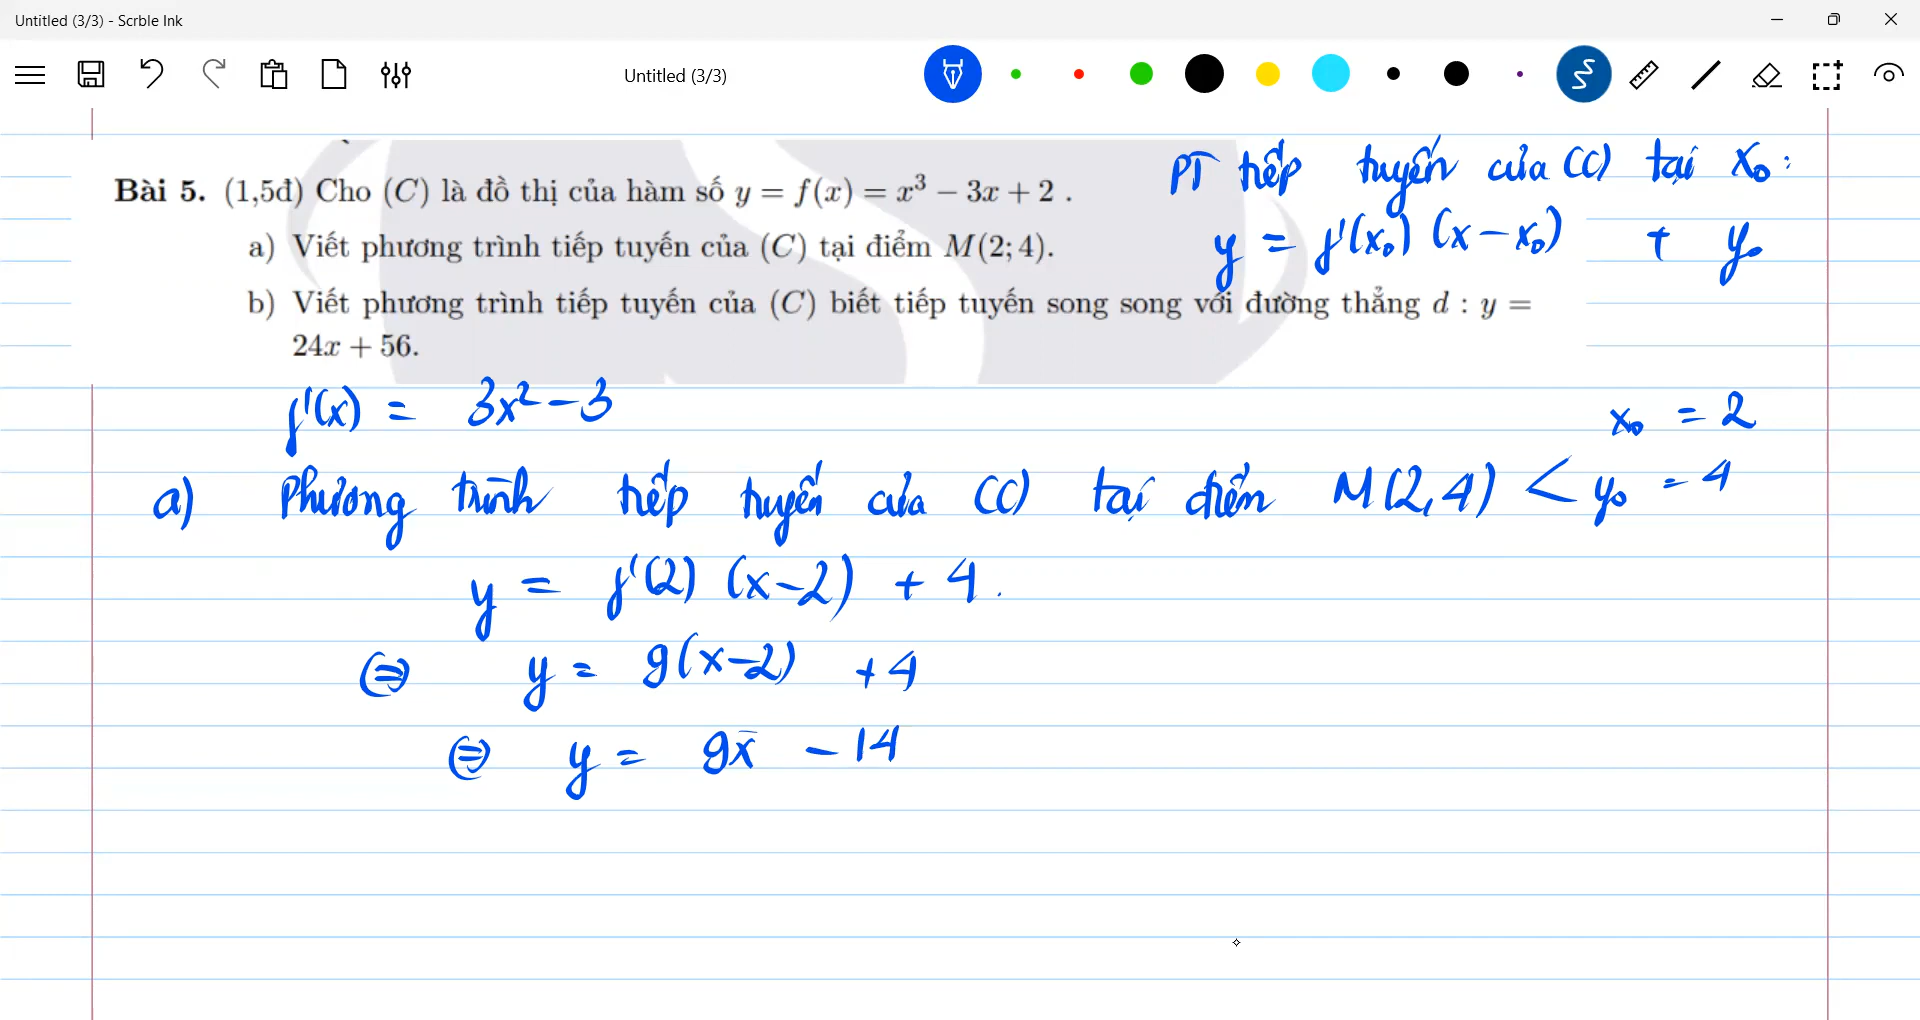 Untitled (3/3) - Scrble Ink
Untitled (3/3)
PT tiếp tuyến của (C) tại x₀ :
y = f'(x₀) (x - x₀) + y₀
Bài 5. (1,5đ) Cho (C) là đồ thị của hàm số y = f(x) = x³ − 3x + 2 .
a) Viết phương trình tiếp tuyến của (C) tại điểm M(2; 4).
b) Viết phương trình tiếp tuyến của (C) biết tiếp tuyến song song với đường thẳng d : y =
24x + 56.
f'(x) = 3x² - 3
x₀ = 2
a) Phương trình tiếp tuyến của (C) tại điểm M(2,4) < y₀ = 4
y = f'(2) (x-2) + 4 .
⇔ y = 9(x-2) + 4
⇔ y = 9x - 14